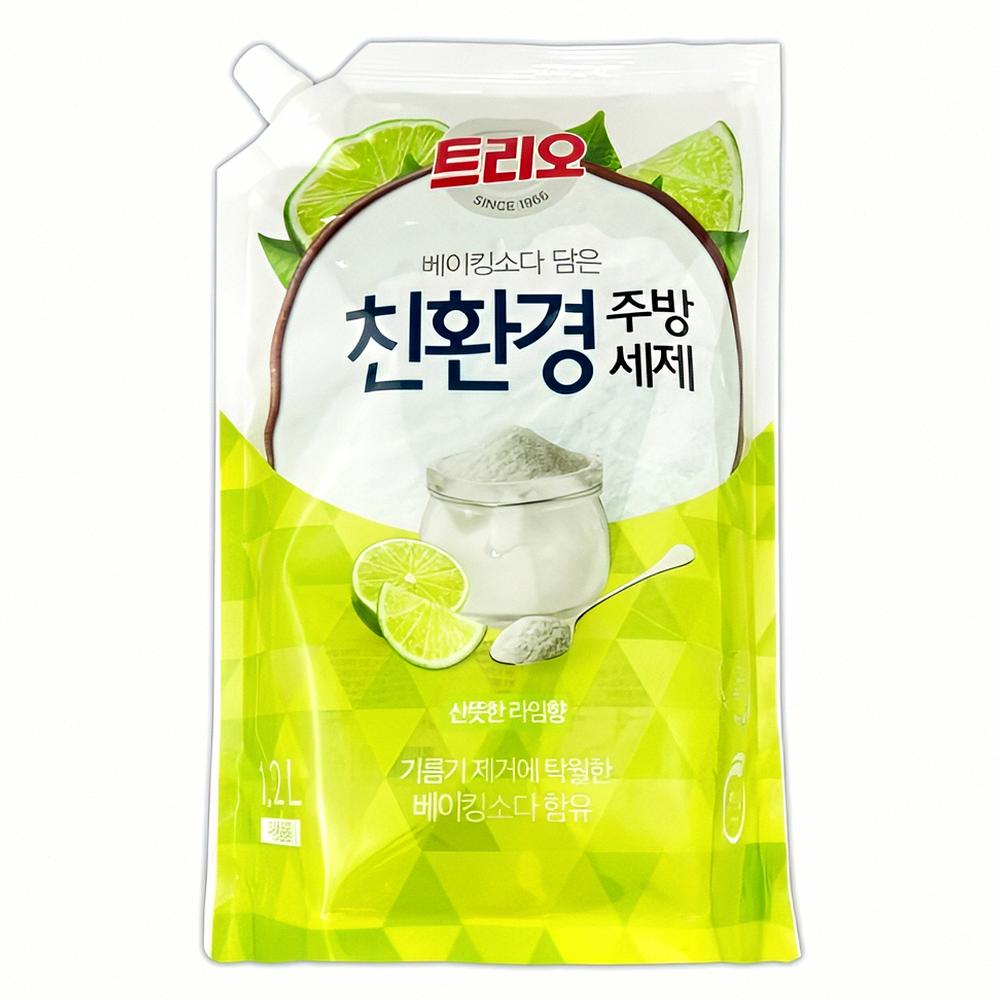 트리오
SINCE 1966
베이킹소다 담은
친환경 주방
세제
산뜻한 라임향
기름기 제거에 탁월한
베이킹소다 함유
1.2L